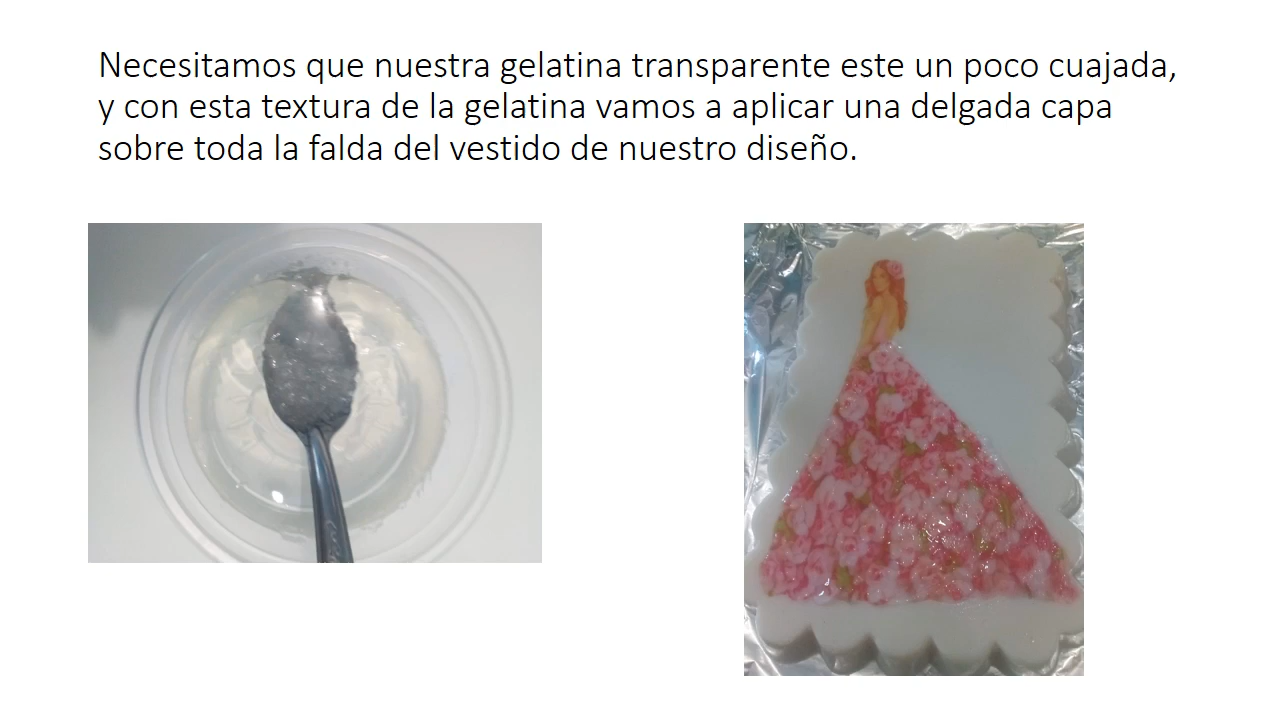 Necesitamos que nuestra gelatina transparente este un poco cuajada,
y con esta textura de la gelatina vamos a aplicar una delgada capa
sobre toda la falda del vestido de nuestro diseño.